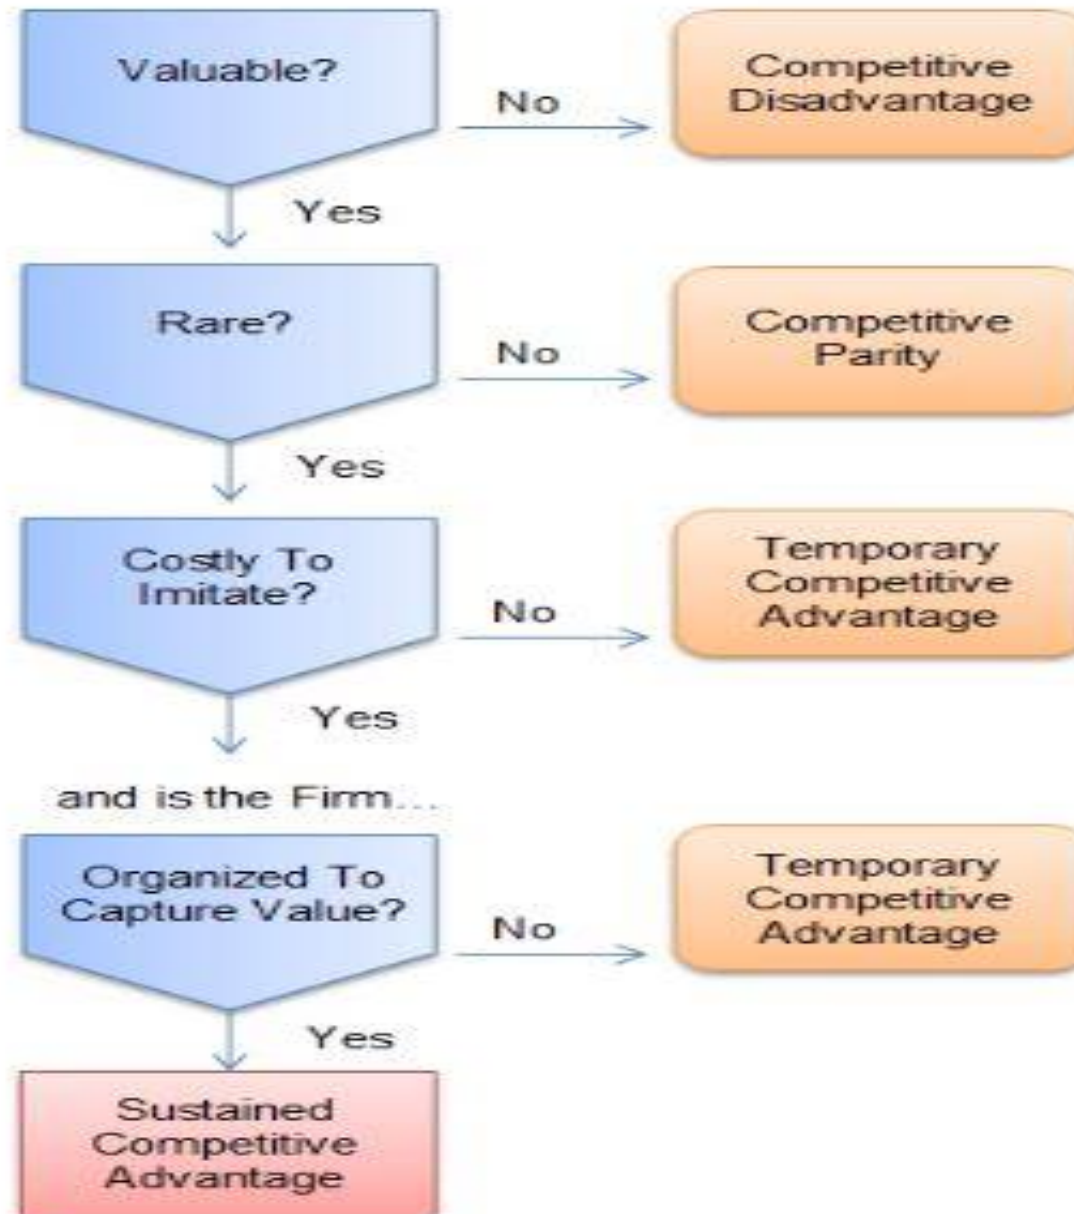 Valuable?
No
Competitive
Disadvantage
Yes
Rare?
No
Competitive
Parity
Yes
Costly To
Imitate?
No
Temporary
Competitive
Advantage
Yes
and is the Firm...
Organized To
Capture Value?
No
Temporary
Competitive
Advantage
Yes
Sustained
Competitive
Advantage